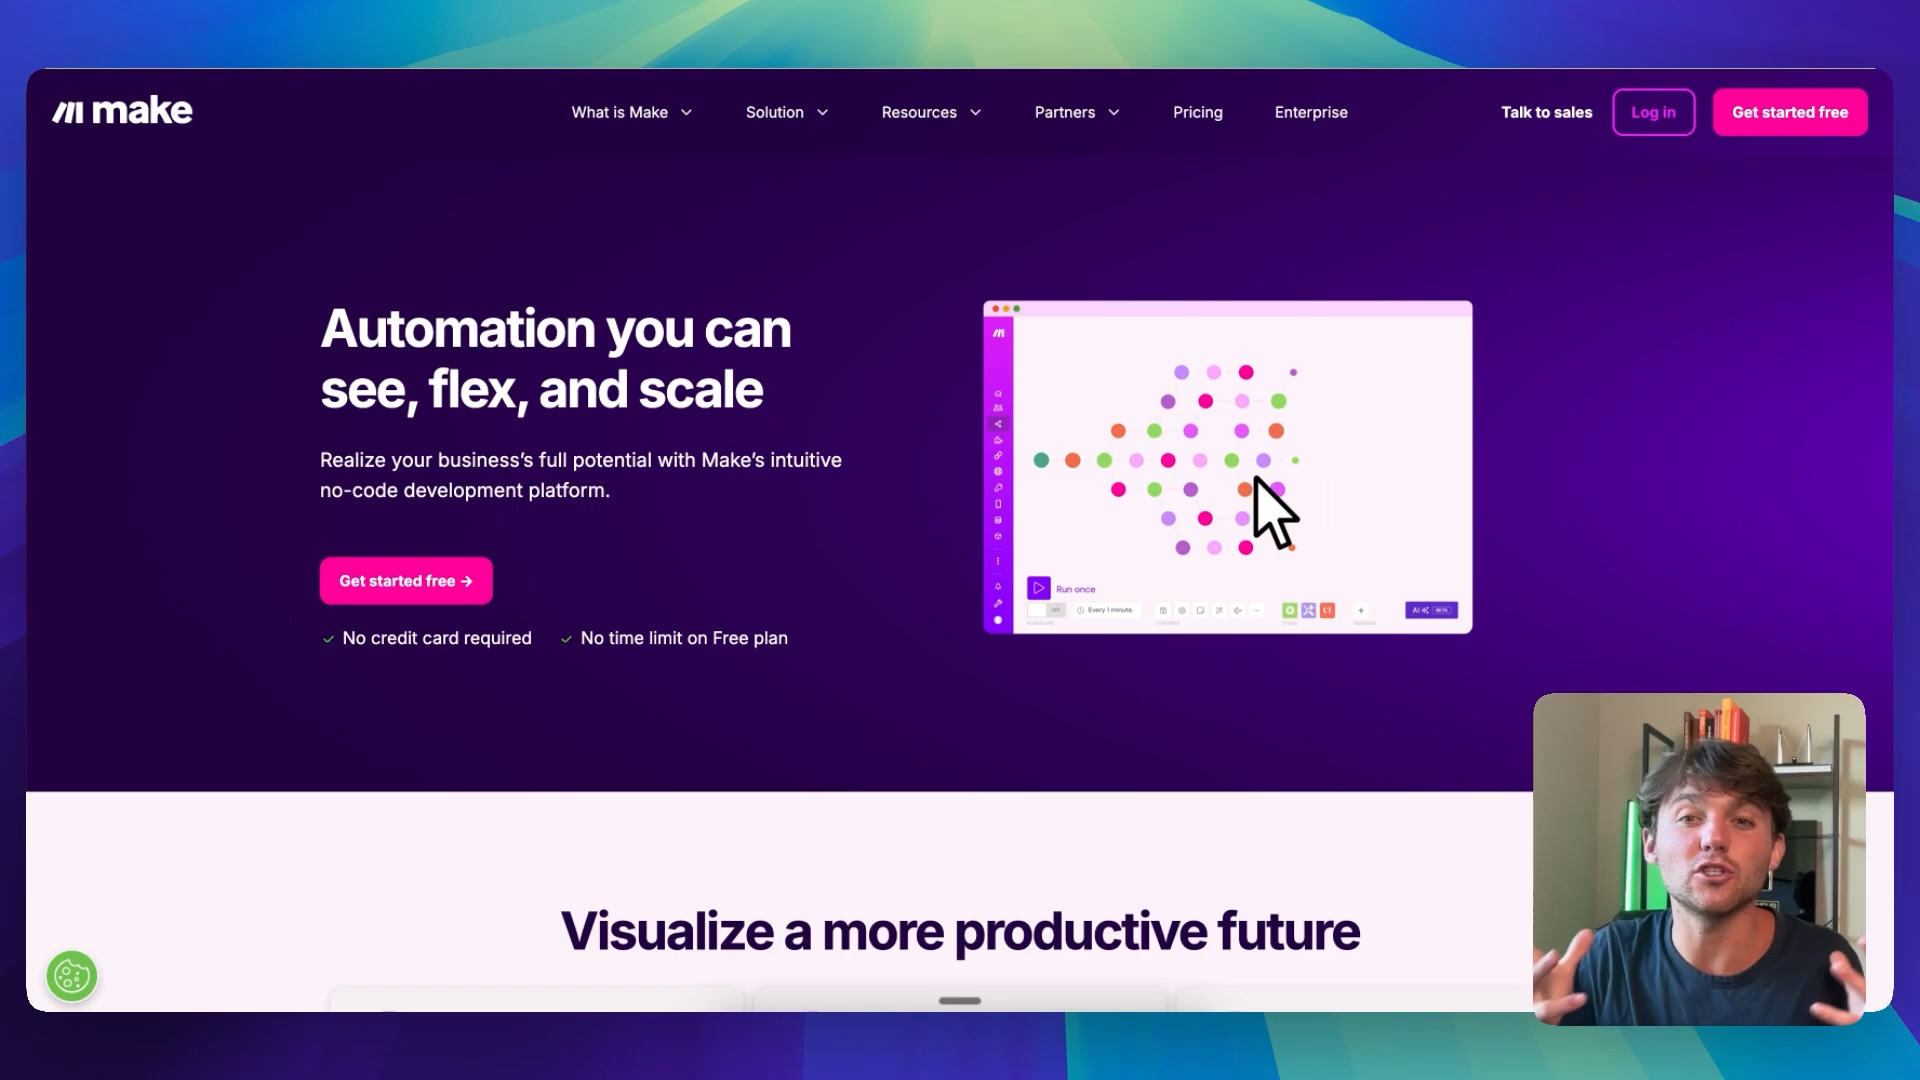 make
What is Make
Solution
Resources
Partners
Pricing
Enterprise
Talk to sales
Log in
Get started free
Automation you can
see, flex, and scale
Realize your business’s full potential with Make’s intuitive
no-code development platform.
Get started free →
No credit card required
No time limit on Free plan
Run once
Every 1 minute
AI
BETA
Visualize a more productive future